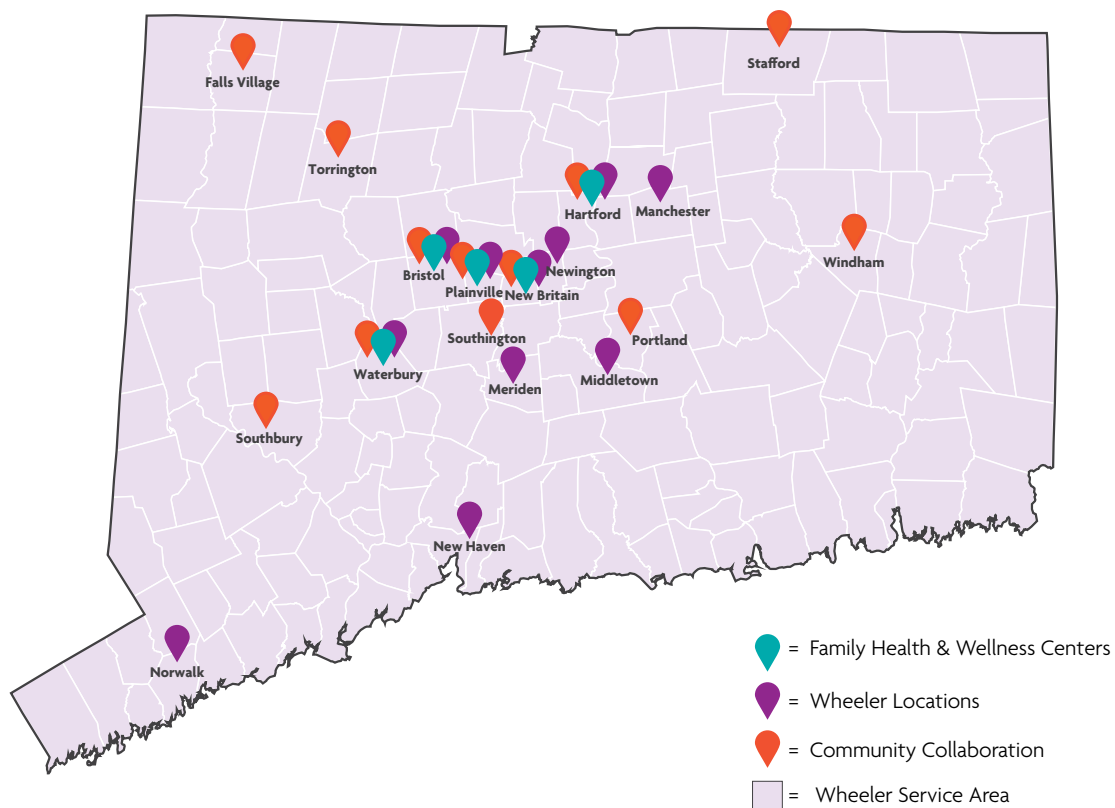 Falls Village
Stafford
Torrington
Hartford
Manchester
Windham
Bristol
Newington
Plainville
New Britain
Southington
Portland
Waterbury
Meriden
Middletown
Southbury
New Haven
Norwalk
= Family Health & Wellness Centers
= Wheeler Locations
= Community Collaboration
= Wheeler Service Area